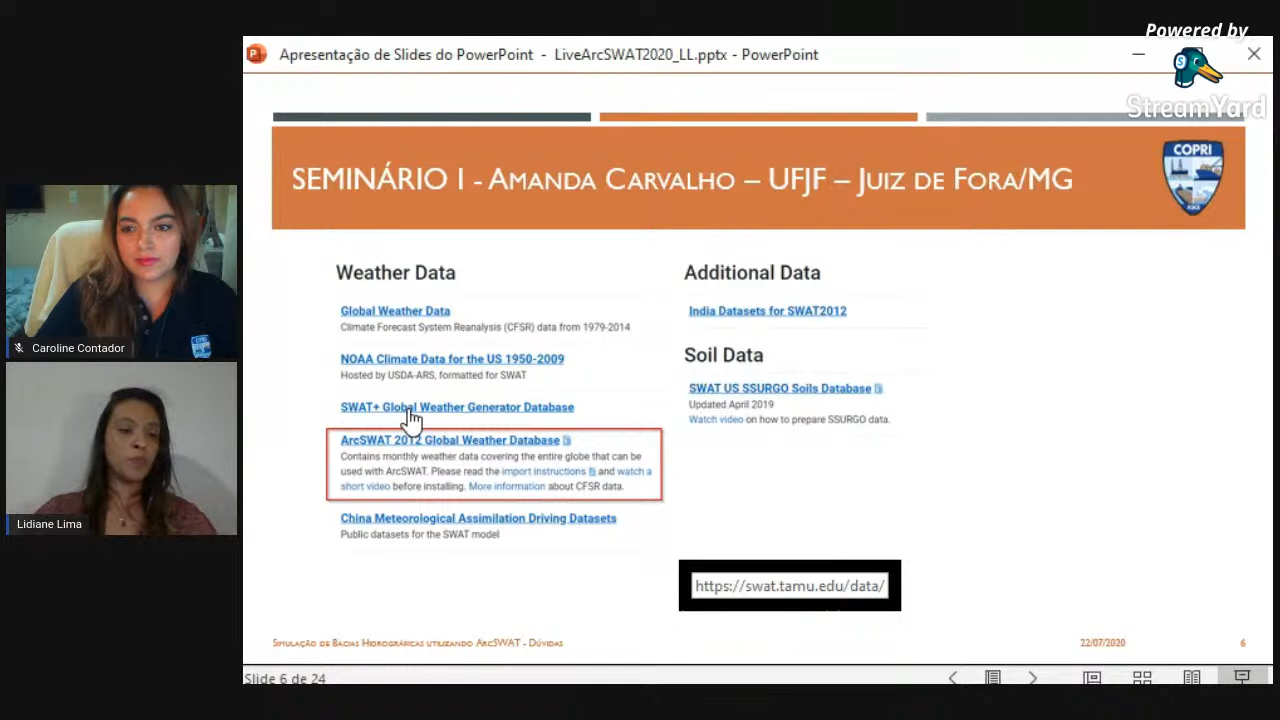 Powered by
StreamYard
Apresentação de Slides do PowerPoint - LiveArcSWAT2020_LL.pptx - PowerPoint
SEMINÁRIO I - AMANDA CARVALHO – UFJF – JUIZ DE FORA/MG
COPRI
Caroline Contador
Lidiane Lima
Weather Data
Global Weather Data
Climate Forecast System Reanalysis (CFSR) data from 1979-2014
NOAA Climate Data for the US 1950-2009
Hosted by USDA-ARS, formatted for SWAT
SWAT+ Global Weather Generator Database
ArcSWAT 2012 Global Weather Database
Contains monthly weather data covering the entire globe that can be
used with ArcSWAT. Please read the import instructions and watch a
short video before installing. More information about CFSR data.
China Meteorological Assimilation Driving Datasets
Public datasets for the SWAT model
Additional Data
India Datasets for SWAT2012
Soil Data
SWAT US SSURGO Soils Database
Updated April 2019
Watch video on how to prepare SSURGO data.
https://swat.tamu.edu/data/
SIMULAÇÃO DE BACIAS HIDROGRÁFICAS UTILIZANDO ARCSWAT - DÚVIDAS
22/07/2020
6
Slide 6 de 24